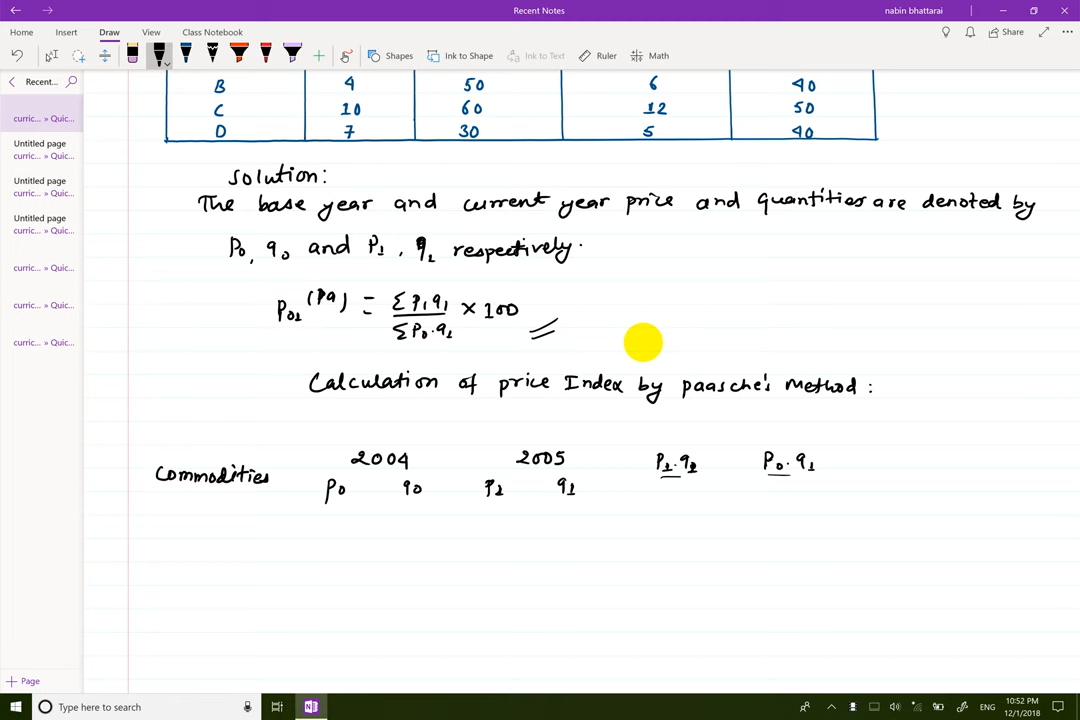 Recent Notes
nabin bhattarai
Home Insert Draw View Class Notebook
Share
Shapes Ink to Shape Ink to Text Ruler Math
Recent...
curric... » Quic...
Untitled page
curric... » Quic...
Untitled page
curric... » Quic...
Untitled page
curric... » Quic...
curric... » Quic...
curric... » Quic...
curric... » Quic...
Page
B 4 50 6 40
C 10 60 12 50
D 7 30 5 40
Solution:
The base year and current year price and quantities are denoted by
P0, q0 and P1, q1 respectively.
P01(Pa) = Σ P1q1 / Σ P0.q1 × 100
Calculation of price Index by paasche's Method:
Commodities 2004 2005 P1.q1 P0.q1
P0 q0 P1 q1
Type here to search
ENG
10:52 PM
12/1/2018